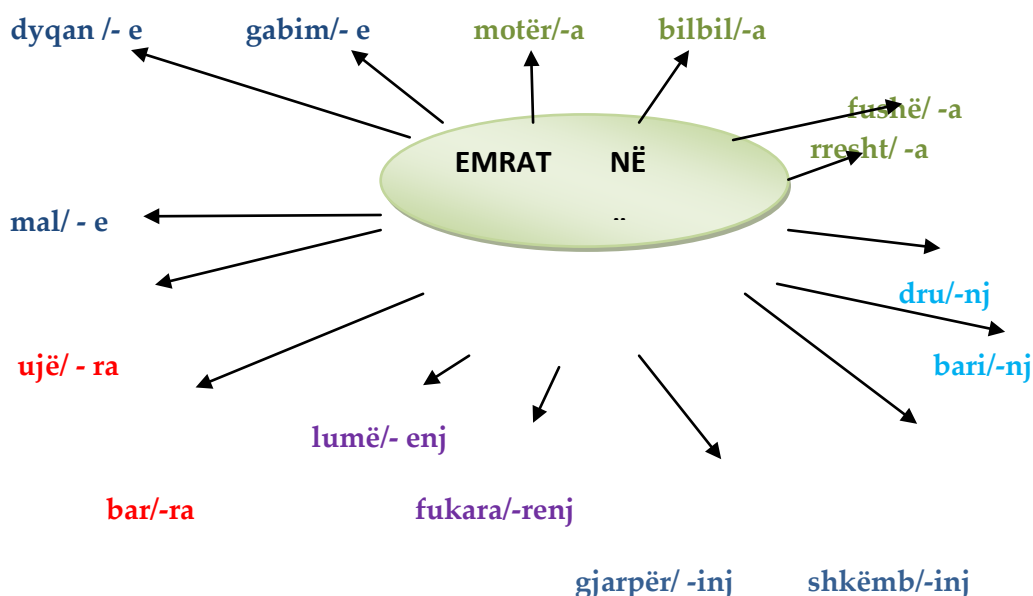 dyqan /- e gabim/- e motër/-a bilbil/-a
fushë/ -a
EMRAT NË
rresht/ -a
mal/ - e
dru/-nj
ujë/ - ra
bari/-nj
lumë/- enj
bar/-ra
fukara/-renj
gjarpër/ -inj shkëmb/-inj